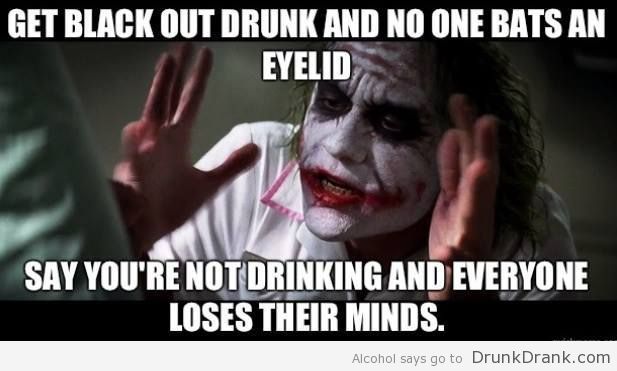 GET BLACK OUT DRUNK AND NO ONE BATS AN
EYELID
SAY YOU'RE NOT DRINKING AND EVERYONE
LOSES THEIR MINDS.
Alcohol says go to DrunkDrank.com